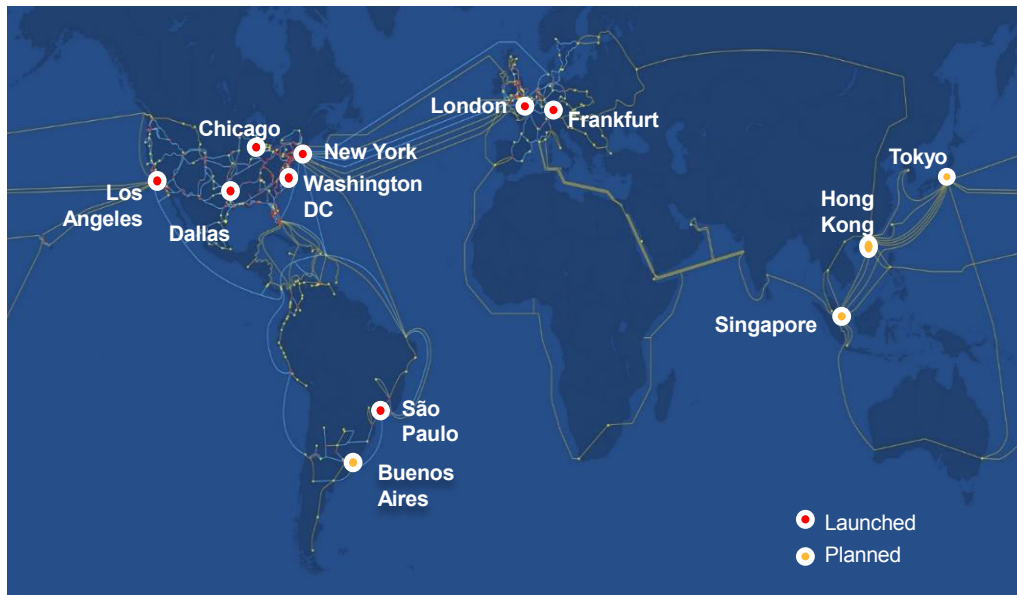 London
Frankfurt
Chicago
New York
Washington
DC
Los
Angeles
Dallas
Tokyo
Hong
Kong
Singapore
São
Paulo
Buenos
Aires
Launched
Planned